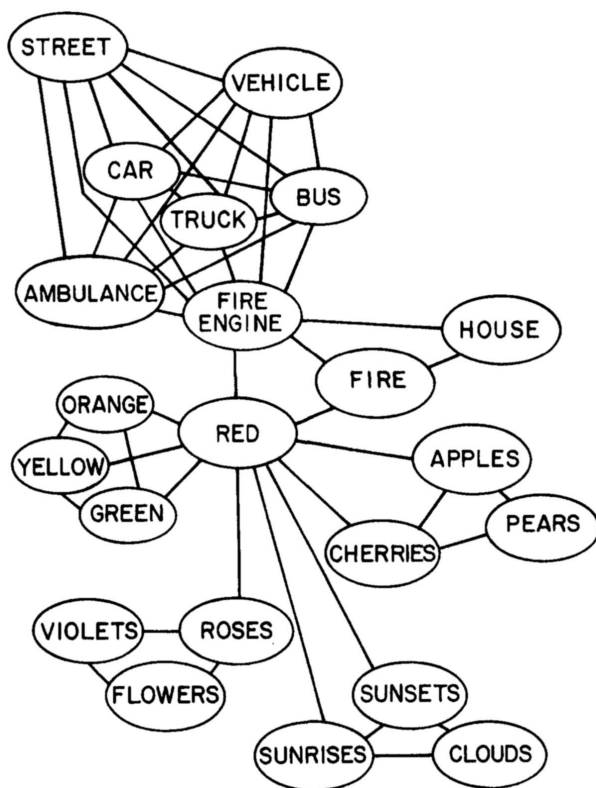 STREET
VEHICLE
CAR
BUS
TRUCK
AMBULANCE
FIRE
ENGINE
HOUSE
FIRE
ORANGE
RED
YELLOW
APPLES
GREEN
PEARS
CHERRIES
VIOLETS
ROSES
FLOWERS
SUNSETS
SUNRISES
CLOUDS